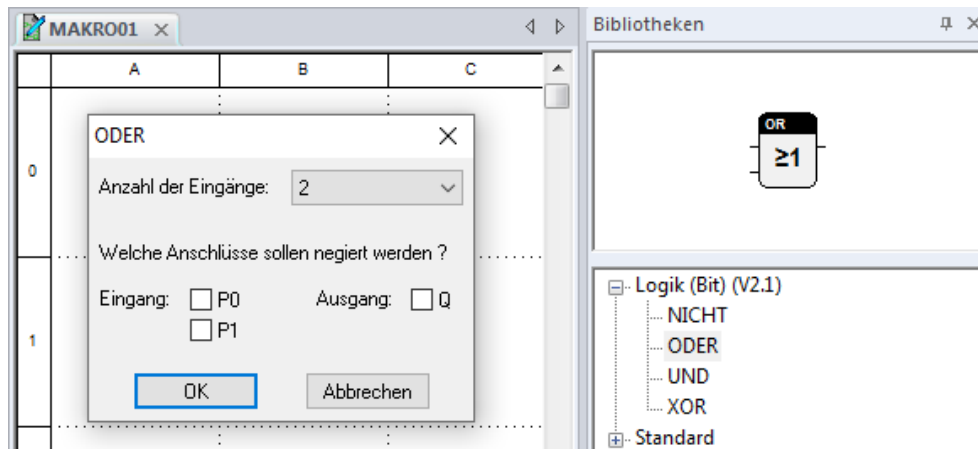 MAKRO01
A B C
0
1
ODER
Anzahl der Eingänge: 2
Welche Anschlüsse sollen negiert werden ?
Eingang: P0 Ausgang: Q
P1
OK Abbrechen
Bibliotheken
OR
≥1
Logik (Bit) (V2.1)
NICHT
ODER
UND
XOR
Standard